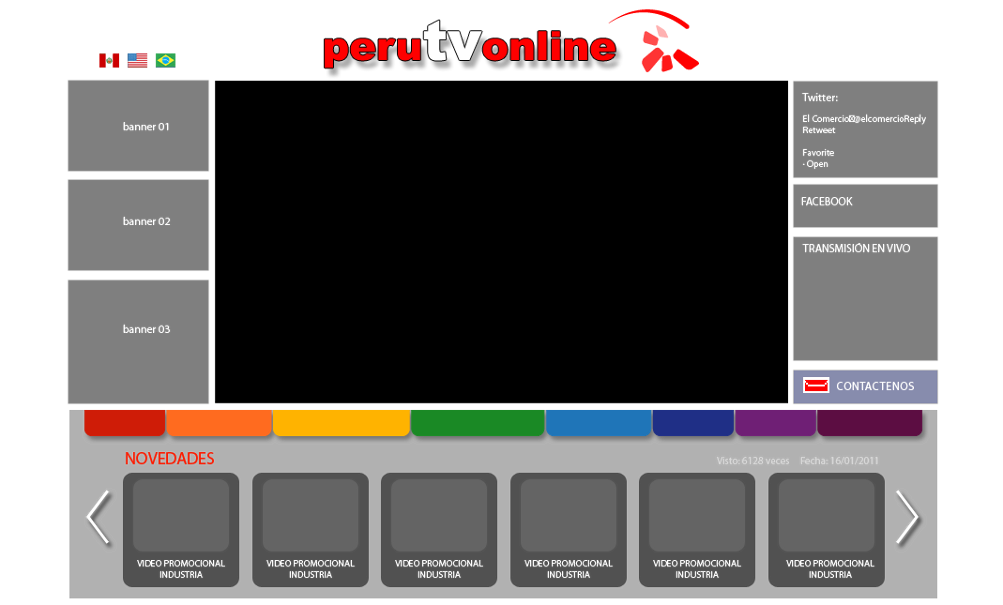 perutvonline
banner 01
banner 02
banner 03
Twitter:
El Comercio @elcomercioReply
Retweet
Favorite
- Open
FACEBOOK
TRANSMISIÓN EN VIVO
CONTACTENOS
NOVEDADES
Visto: 6128 veces Fecha: 16/01/2011
VIDEO PROMOCIONAL
INDUSTRIA
VIDEO PROMOCIONAL
INDUSTRIA
VIDEO PROMOCIONAL
INDUSTRIA
VIDEO PROMOCIONAL
INDUSTRIA
VIDEO PROMOCIONAL
INDUSTRIA
VIDEO PROMOCIONAL
INDUSTRIA